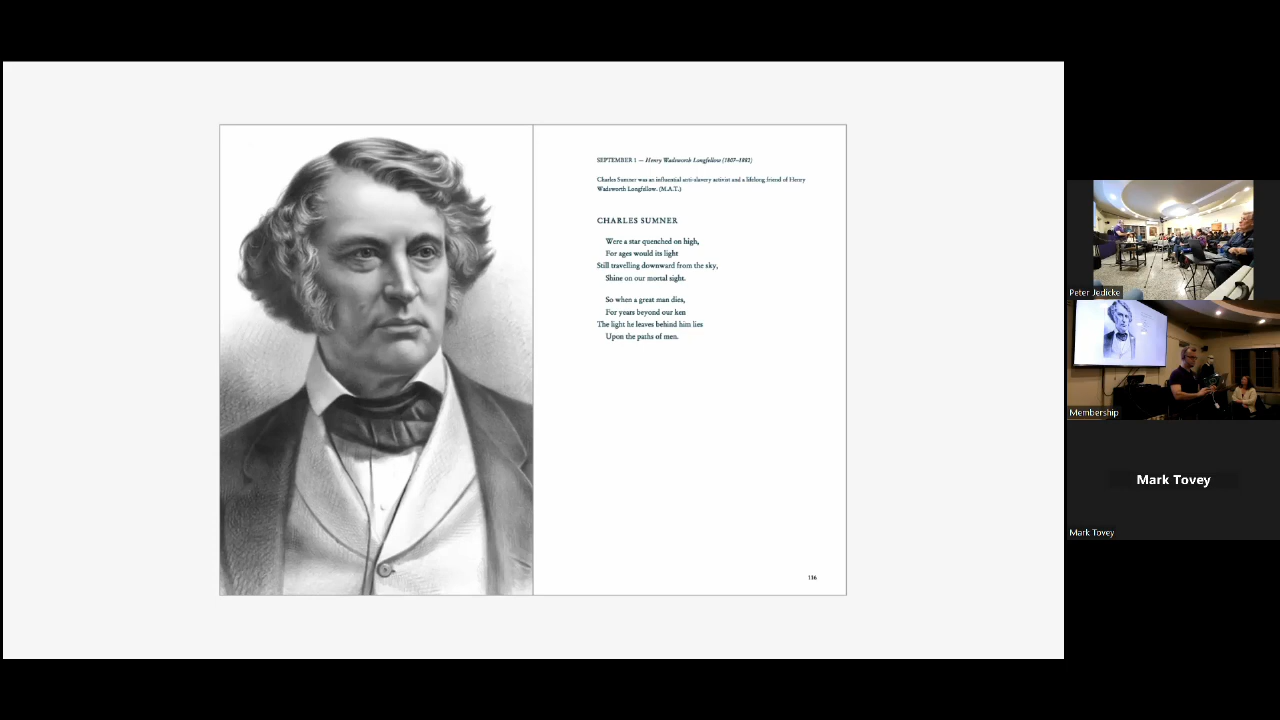 SEPTEMBER 1 — Henry Wadsworth Longfellow (1807–1882)
Charles Sumner was an influential anti-slavery activist and a lifelong friend of Henry
Wadsworth Longfellow. (M.A.T.)
CHARLES SUMNER
Were a star quenched on high,
For ages would its light
Still travelling downward from the sky,
Shine on our mortal sight.
So when a great man dies,
For years beyond our ken
The light he leaves behind him lies
Upon the paths of men.
116
Peter Jedicke
Membership
Mark Tovey
Mark Tovey